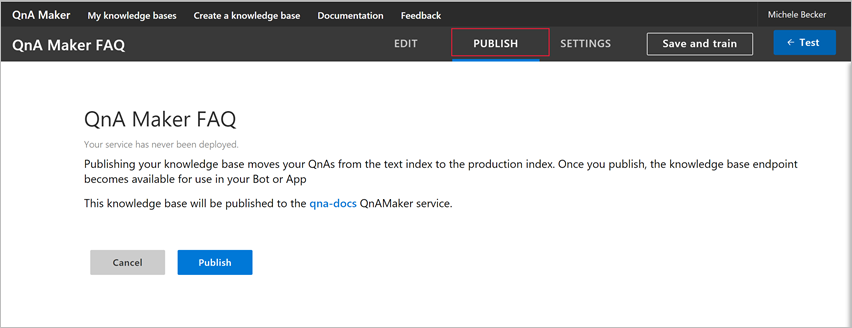 QnA Maker My knowledge bases Create a knowledge base Documentation Feedback Michele Becker
QnA Maker FAQ EDIT PUBLISH SETTINGS Save and train ← Test
QnA Maker FAQ
Your service has never been deployed.
Publishing your knowledge base moves your QnAs from the text index to the production index. Once you publish, the knowledge base endpoint
becomes available for use in your Bot or App
This knowledge base will be published to the qna-docs QnAMaker service.
Cancel Publish